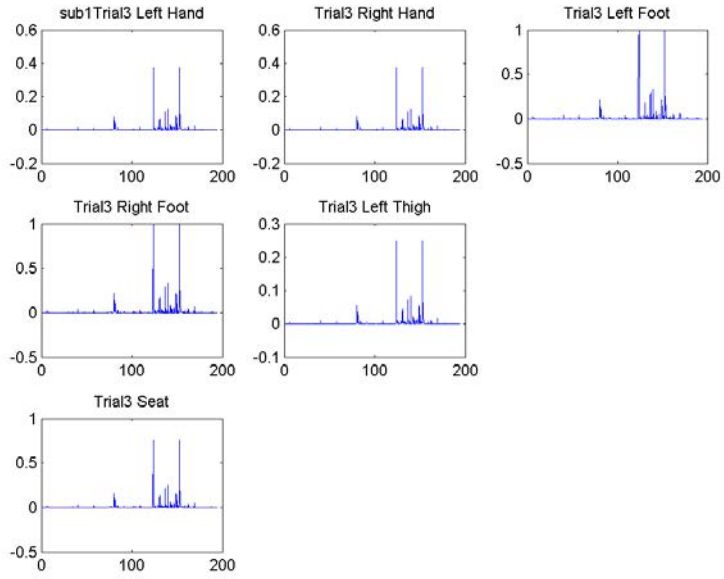 sub1Trial3 Left Hand
0.6
0.4
0.2
0
-0.2
0 100 200
Trial3 Right Hand
0.6
0.4
0.2
0
-0.2
0 100 200
Trial3 Left Foot
1
0.5
0
-0.5
0 100 200
Trial3 Right Foot
1
0.5
0
-0.5
0 100 200
Trial3 Left Thigh
0.3
0.2
0.1
0
-0.1
0 100 200
Trial3 Seat
1
0.5
0
-0.5
0 100 200